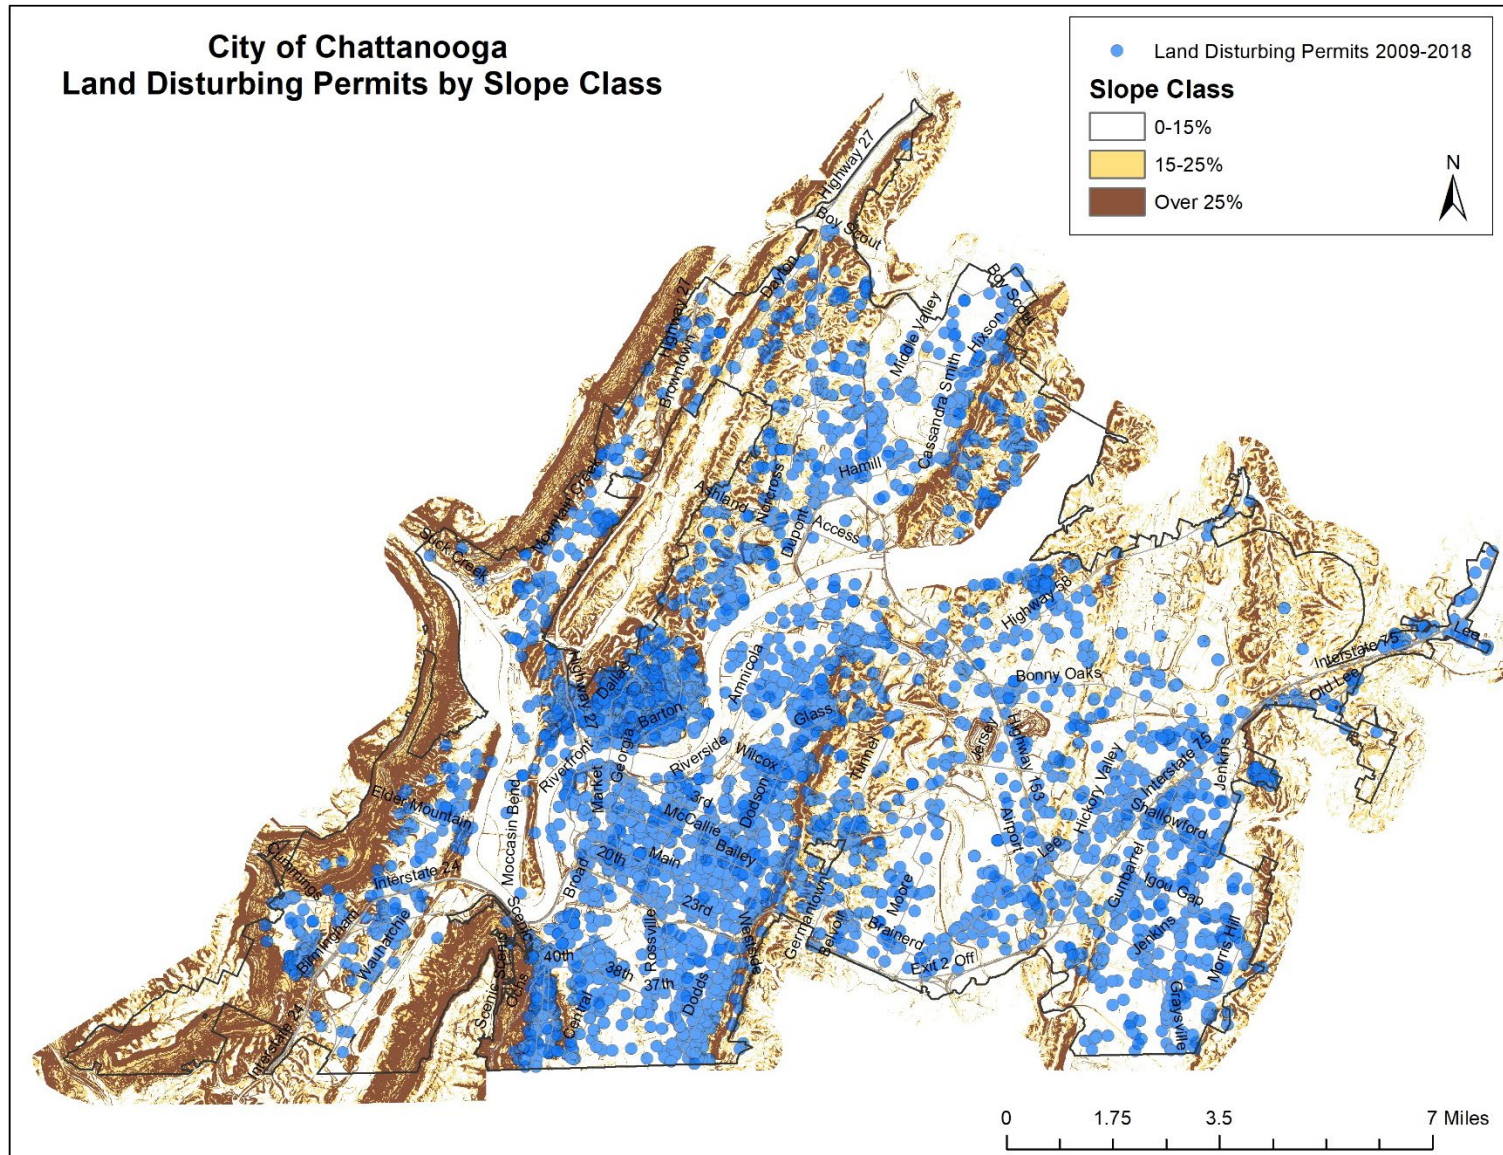 City of Chattanooga
Land Disturbing Permits by Slope Class
Land Disturbing Permits 2009-2018
Slope Class
0-15%
15-25%
Over 25%
N
Highway 27
Boy Scout
Dayton
Highway 27
Browntown
Middle Valley
Boy Scout
Hixson
Cassandra Smith
Mountain Creek
Hamill
Norcross
Ashland
Dupont
Access
Suck Creek
Highway 58
Interstate 75
Lee
Old Lee
Bonny Oaks
Highway 27
Dallas
Barton
Amnicola
Glass
Georgia
Riverfront
Riverside
Wilcox
Tunnel
Jersey
Highway 153
Hickory Valley
Interstate 75
Jenkins
Shallowford
Market
3rd
McCallie
Dodson
Bailey
Elder Mountain
Moccasin Bend
20th
Main
Airport
Lee
Cummings
Interstate 24
Broad
23rd
Moore
Gunbarrel
Igou Gap
Birmingham
Wauhatchie
Scenic
Rossville
Westside
Germantown
Belvoir
Brainerd
Jenkins
Morris Hill
40th
38th
37th
Exit 2 Off
Scenic
Ochs
Central
Dodds
Graysville
Interstate 24
0 1.75 3.5 7 Miles